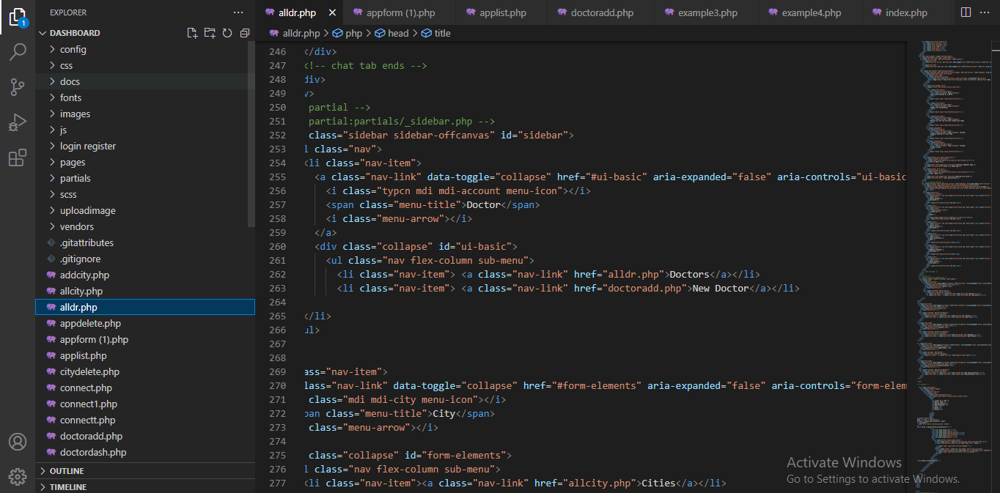 EXPLORER
alldr.php
appform (1).php
applist.php
doctoradd.php
example3.php
example4.php
index.php
DASHBOARD
alldr.php > php > head > title
1
config
css
docs
fonts
images
js
login register
pages
partials
scss
uploadimage
vendors
.gitattributes
.gitignore
addcity.php
allcity.php
alldr.php
appdelete.php
appform (1).php
applist.php
citydelete.php
connect.php
connect1.php
connectt.php
doctoradd.php
doctordash.php
OUTLINE
TIMELINE
246 </div>
247 <!-- chat tab ends -->
248 div>
249 v>
250 partial -->
251 partial:partials/_sidebar.php -->
252 class="sidebar sidebar-offcanvas" id="sidebar">
253 l class="nav">
254 <li class="nav-item">
255 <a class="nav-link" data-toggle="collapse" href="#ui-basic" aria-expanded="false" aria-controls="ui-basic
256 <i class="typcn mdi mdi-account menu-icon"></i>
257 <span class="menu-title">Doctor</span>
258 <i class="menu-arrow"></i>
259 </a>
260 <div class="collapse" id="ui-basic">
261 <ul class="nav flex-column sub-menu">
262 <li class="nav-item"> <a class="nav-link" href="alldr.php">Doctors</a></li>
263 <li class="nav-item"> <a class="nav-link" href="doctoradd.php">New Doctor</a></li>
264
265 </li>
266 ul>
267
268
269 ass="nav-item">
270 lass="nav-link" data-toggle="collapse" href="#form-elements" aria-expanded="false" aria-controls="form-elem
271 class="mdi mdi-city menu-icon"></i>
272 pan class="menu-title">City</span>
273 class="menu-arrow"></i>
274
275 class="collapse" id="form-elements">
276 l class="nav flex-column sub-menu">
277 <li class="nav-item"><a class="nav-link" href="allcity.php">Cities</a></li>
Activate Windows
Go to Settings to activate Windows.